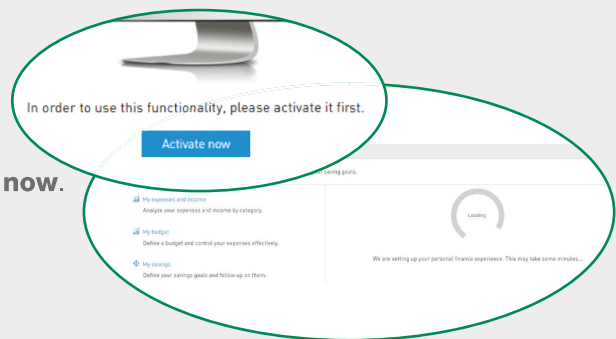 In order to use this functionality, please activate it first.
Activate now
now.
saving goals.
My expenses and income
Analyze your expenses and income by category.
My budget
Define a budget and control your expenses effectively.
My savings
Define your savings goals and follow up on them.
Loading
We are setting up your personal finance experience. This may take some minutes...